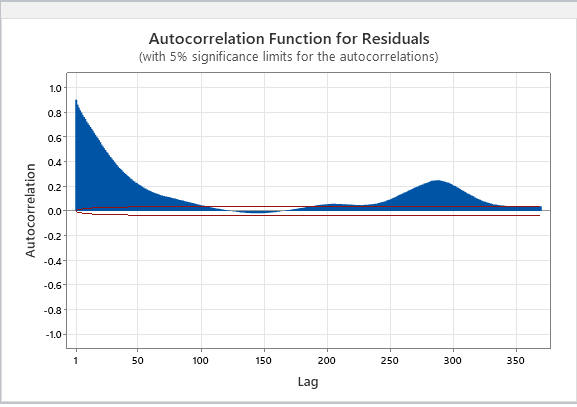 Autocorrelation Function for Residuals
(with 5% significance limits for the autocorrelations)
1.0
0.8
0.6
0.4
0.2
0.0
-0.2
-0.4
-0.6
-0.8
-1.0
Autocorrelation
1 50 100 150 200 250 300 350
Lag